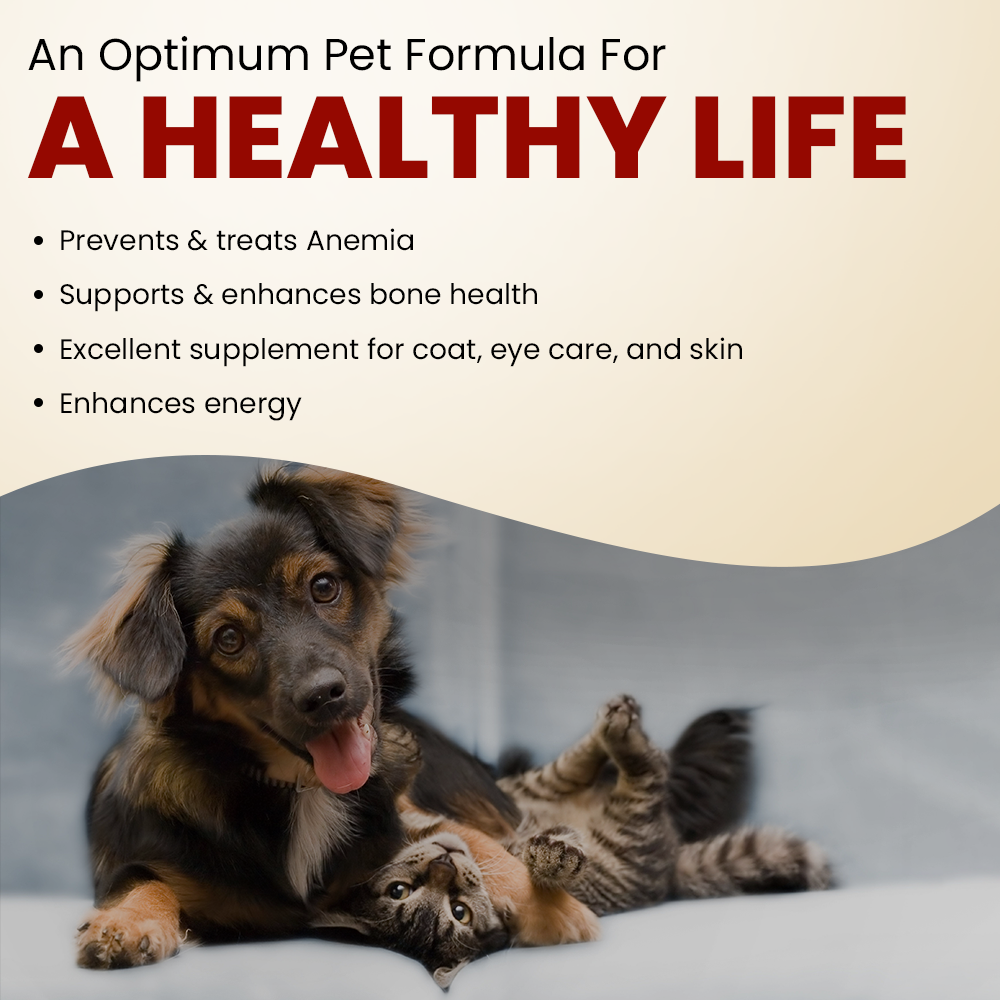 An Optimum Pet Formula For
A HEALTHY LIFE
• Prevents & treats Anemia
• Supports & enhances bone health
• Excellent supplement for coat, eye care, and skin
• Enhances energy